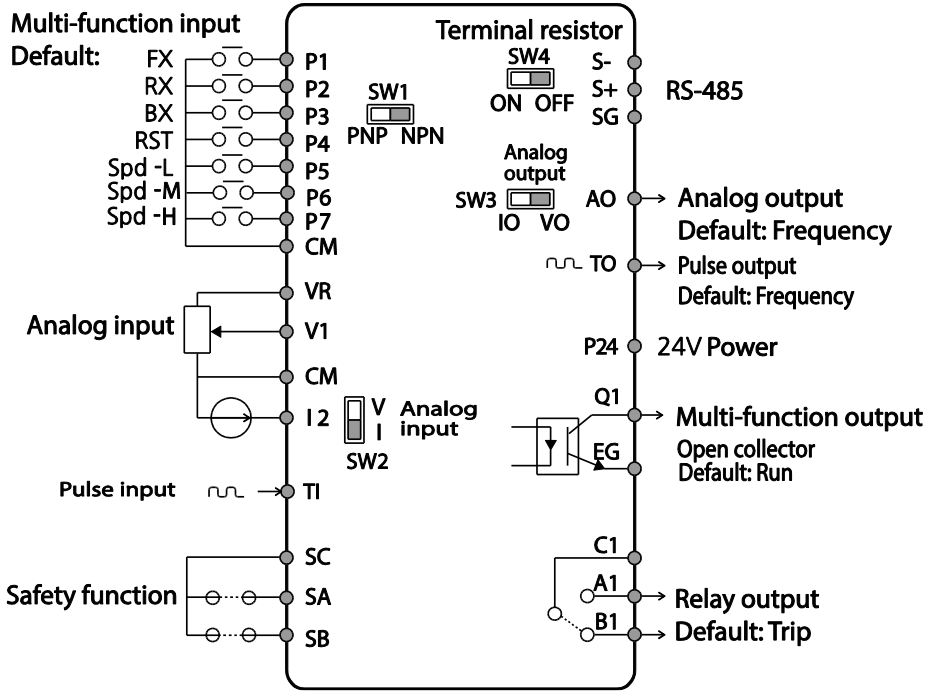 Multi-function input
Default:
FX
RX
BX
RST
Spd -L
Spd -M
Spd -H
P1
P2
P3
P4
P5
P6
P7
CM
SW1
PNP NPN
Terminal resistor
SW4
ON OFF
S-
S+
SG
RS-485
Analog
output
SW3
IO VO
AO
Analog output
Default: Frequency
TO
Pulse output
Default: Frequency
Analog input
VR
V1
CM
I 2
V
I
SW2
Analog
input
P24
24V Power
Q1
EG
Multi-function output
Open collector
Default: Run
Pulse input
TI
Safety function
SC
SA
SB
C1
A1
B1
Relay output
Default: Trip